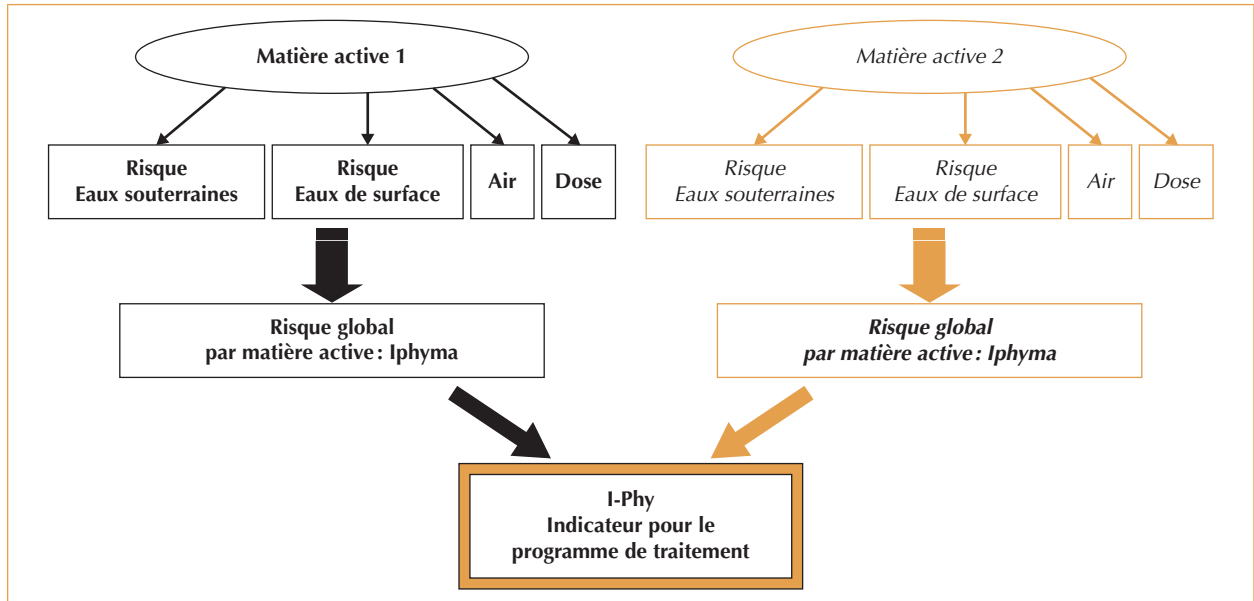 Matière active 1
Risque
Eaux souterraines
Risque
Eaux de surface
Air
Dose
Risque global
par matière active : Iphyma
Matière active 2
Risque
Eaux souterraines
Risque
Eaux de surface
Air
Dose
Risque global
par matière active : Iphyma
I-Phy
Indicateur pour le
programme de traitement